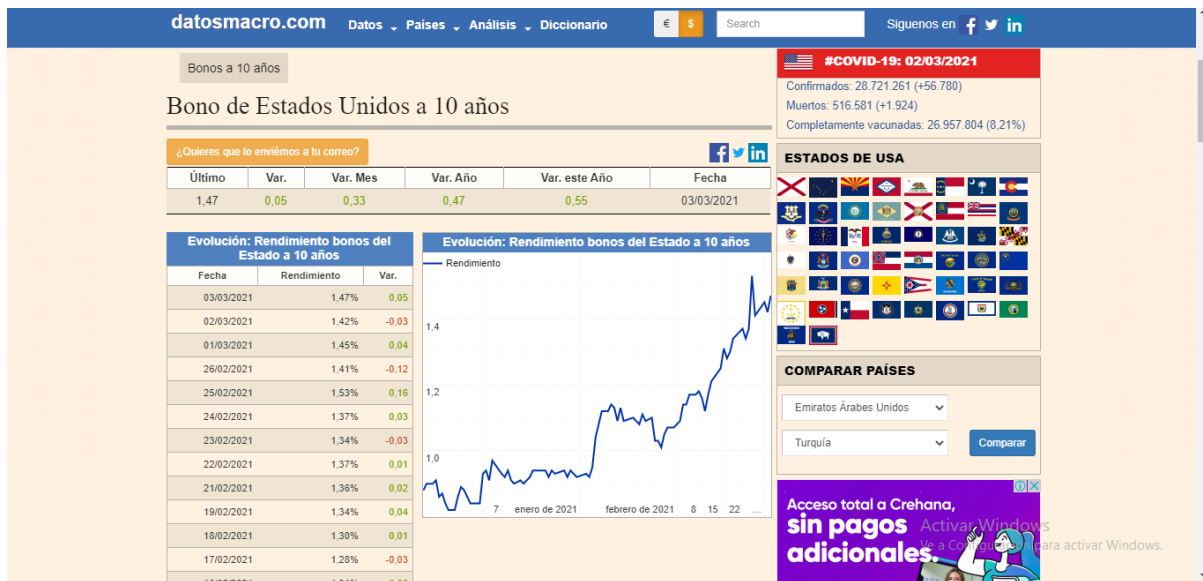 datosmacro.com Datos Países Análisis Diccionario € $ Search Siguenos en
Bonos a 10 años
Bono de Estados Unidos a 10 años
¿Quieres que lo enviémos a tu correo?
Último Var. Var. Mes Var. Año Var. este Año Fecha
1,47 0,05 0,33 0,47 0,55 03/03/2021
Evolución: Rendimiento bonos del
Estado a 10 años
Fecha Rendimiento Var.
03/03/2021 1,47% 0,05
02/03/2021 1,42% -0,03
01/03/2021 1,45% 0,04
26/02/2021 1,41% -0,12
25/02/2021 1,53% 0,16
24/02/2021 1,37% 0,03
23/02/2021 1,34% -0,03
22/02/2021 1,37% 0,01
21/02/2021 1,36% 0,02
19/02/2021 1,34% 0,04
18/02/2021 1,30% 0,01
17/02/2021 1,28% -0,03
Evolución: Rendimiento bonos del Estado a 10 años
Rendimiento
1,4
1,2
1,0
7 enero de 2021 febrero de 2021 8 15 22 ...
#COVID-19: 02/03/2021
Confirmados: 28.721.261 (+56.780)
Muertos: 516.581 (+1.924)
Completamente vacunadas: 26.957.804 (8,21%)
ESTADOS DE USA
COMPARAR PAÍSES
Emiratos Árabes Unidos
Turquía Comparar
Acceso total a Crehana,
sin pagos
adicionales.
Activar Windows
Ve a Configuración para activar Windows.